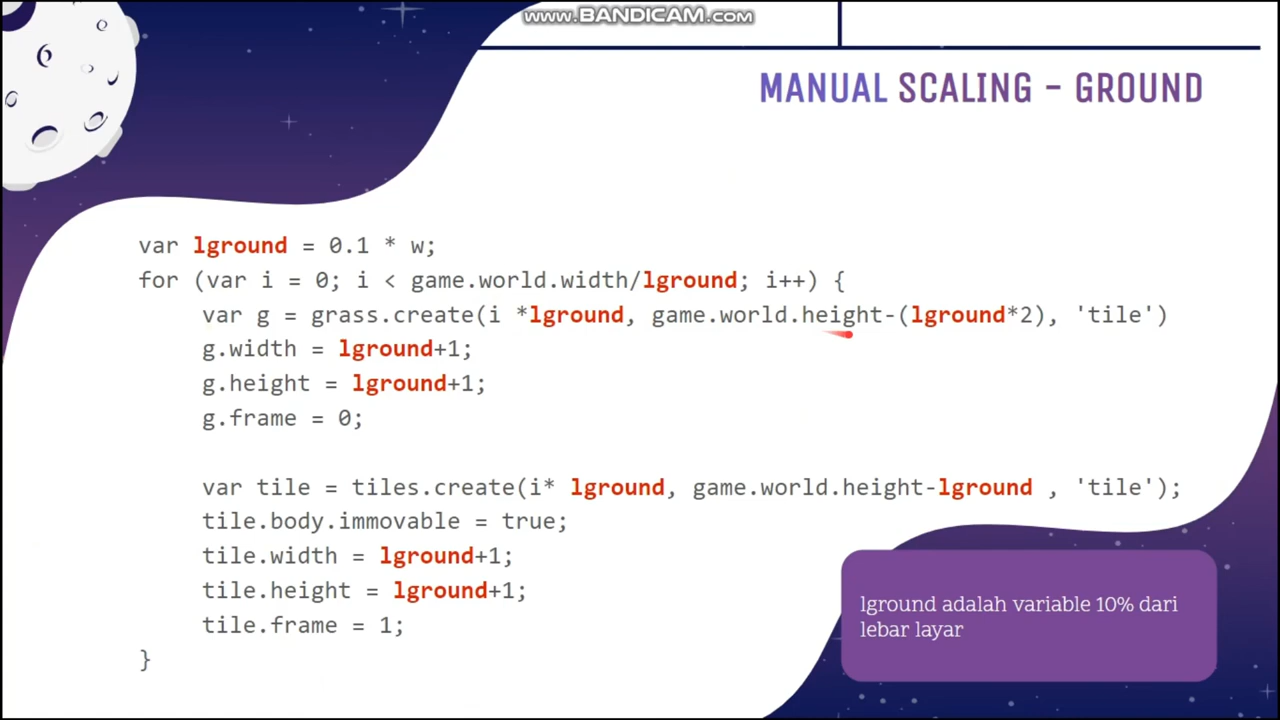 www.BANDICAM.com
MANUAL SCALING - GROUND
var lground = 0.1 * w;
for (var i = 0; i < game.world.width/lground; i++) {
var g = grass.create(i *lground, game.world.height-(lground*2), 'tile')
g.width = lground+1;
g.height = lground+1;
g.frame = 0;
var tile = tiles.create(i* lground, game.world.height-lground , 'tile');
tile.body.immovable = true;
tile.width = lground+1;
tile.height = lground+1;
tile.frame = 1;
}
lground adalah variable 10% dari
lebar layar